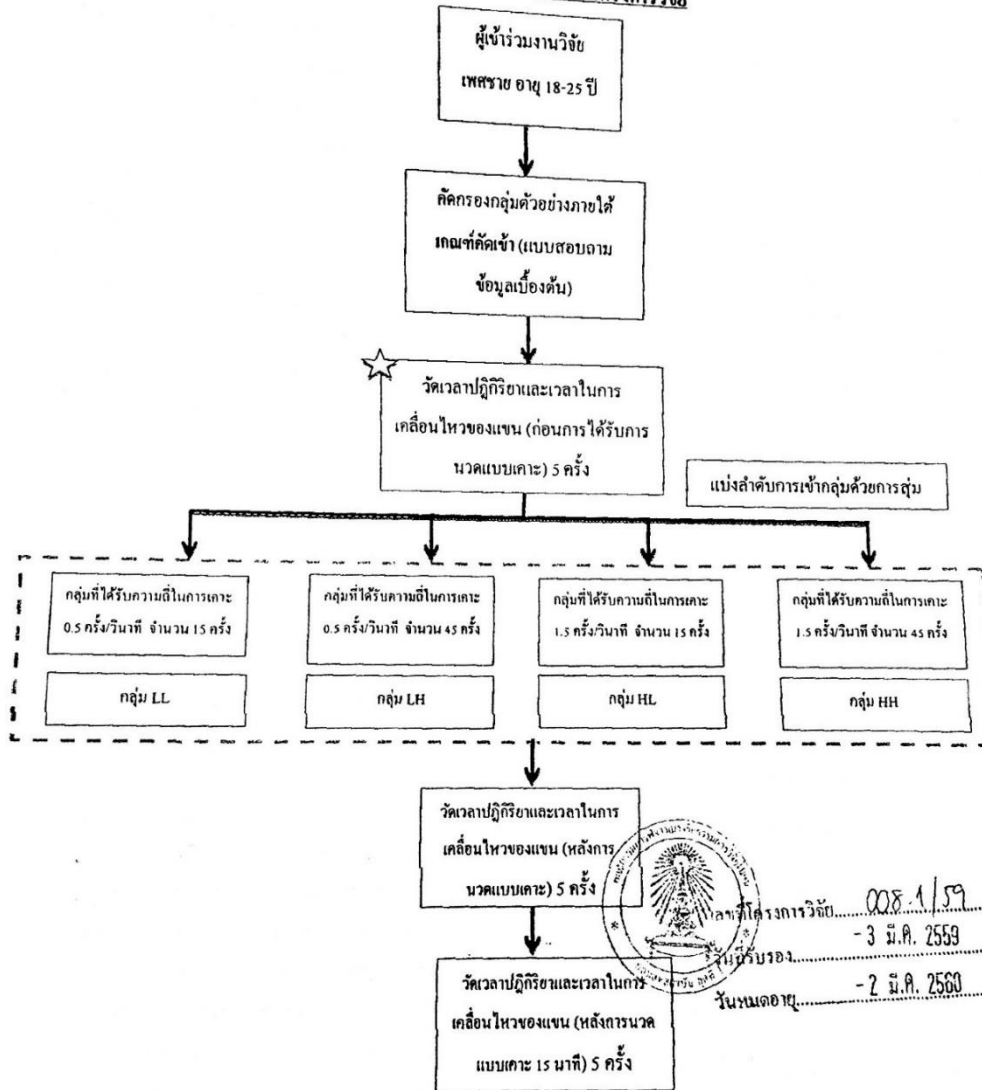 ผู้เข้าร่วมงานวิจัย
เพศชาย อายุ 18-25 ปี
คัดกรองกลุ่มตัวอย่างภายใต้
เกณฑ์คัดเข้า (แบบสอบถาม
ข้อมูลเบื้องต้น)
วัดเวลาปฏิกิริยาและเวลาในการ
เคลื่อนไหวของแขน (ก่อนการได้รับการ
นวดแบบเคาะ) 5 ครั้ง
แบ่งลำดับการเข้ากลุ่มด้วยการสุ่ม
กลุ่มที่ได้รับความถี่ในการเคาะ
0.5 ครั้ง/วินาที จำนวน 15 ครั้ง
กลุ่ม LL
กลุ่มที่ได้รับความถี่ในการเคาะ
0.5 ครั้ง/วินาที จำนวน 45 ครั้ง
กลุ่ม LH
กลุ่มที่ได้รับความถี่ในการเคาะ
1.5 ครั้ง/วินาที จำนวน 15 ครั้ง
กลุ่ม HL
กลุ่มที่ได้รับความถี่ในการเคาะ
1.5 ครั้ง/วินาที จำนวน 45 ครั้ง
กลุ่ม HH
วัดเวลาปฏิกิริยาและเวลาในการ
เคลื่อนไหวของแขน (หลังการ
นวดแบบเคาะ) 5 ครั้ง
เลขที่โครงการวิจัย 008.1/59
วันที่รับรอง - 3 มี.ค. 2559
วันหมดอายุ - 2 มี.ค. 2560
วัดเวลาปฏิกิริยาและเวลาในการ
เคลื่อนไหวของแขน (หลังการนวด
แบบเคาะ 15 นาที) 5 ครั้ง